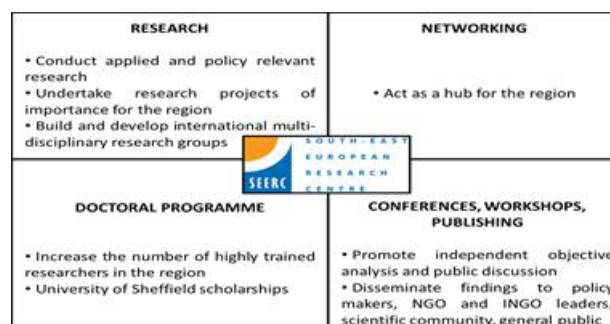 RESEARCH
• Conduct applied and policy relevant
research
• Undertake research projects of
importance for the region
• Build and develop international multi-
disciplinary research groups
NETWORKING
• Act as a hub for the region
SEERC
SOUTH-EAST
EUROPEAN
RESEARCH
CENTRE
DOCTORAL PROGRAMME
• Increase the number of highly trained
researchers in the region
• University of Sheffield scholarships
CONFERENCES, WORKSHOPS,
PUBLISHING
• Promote independent objective
analysis and public discussion
• Disseminate findings to policy
makers, NGO and INGO leaders,
scientific community, general public